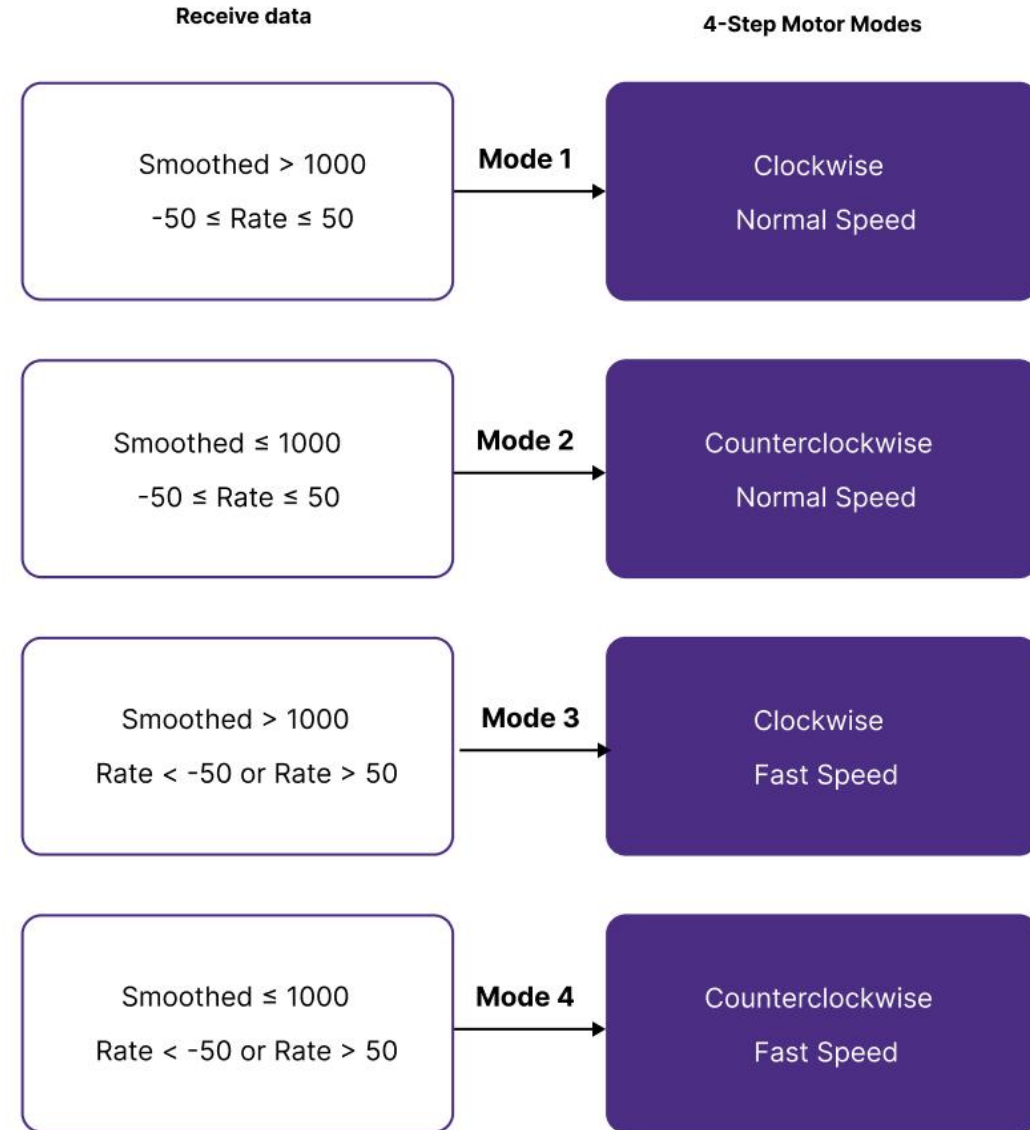 Receive data
4-Step Motor Modes
Smoothed > 1000
-50 ≤ Rate ≤ 50
Mode 1
Clockwise
Normal Speed
Smoothed ≤ 1000
-50 ≤ Rate ≤ 50
Mode 2
Counterclockwise
Normal Speed
Smoothed > 1000
Rate < -50 or Rate > 50
Mode 3
Clockwise
Fast Speed
Smoothed ≤ 1000
Rate < -50 or Rate > 50
Mode 4
Counterclockwise
Fast Speed